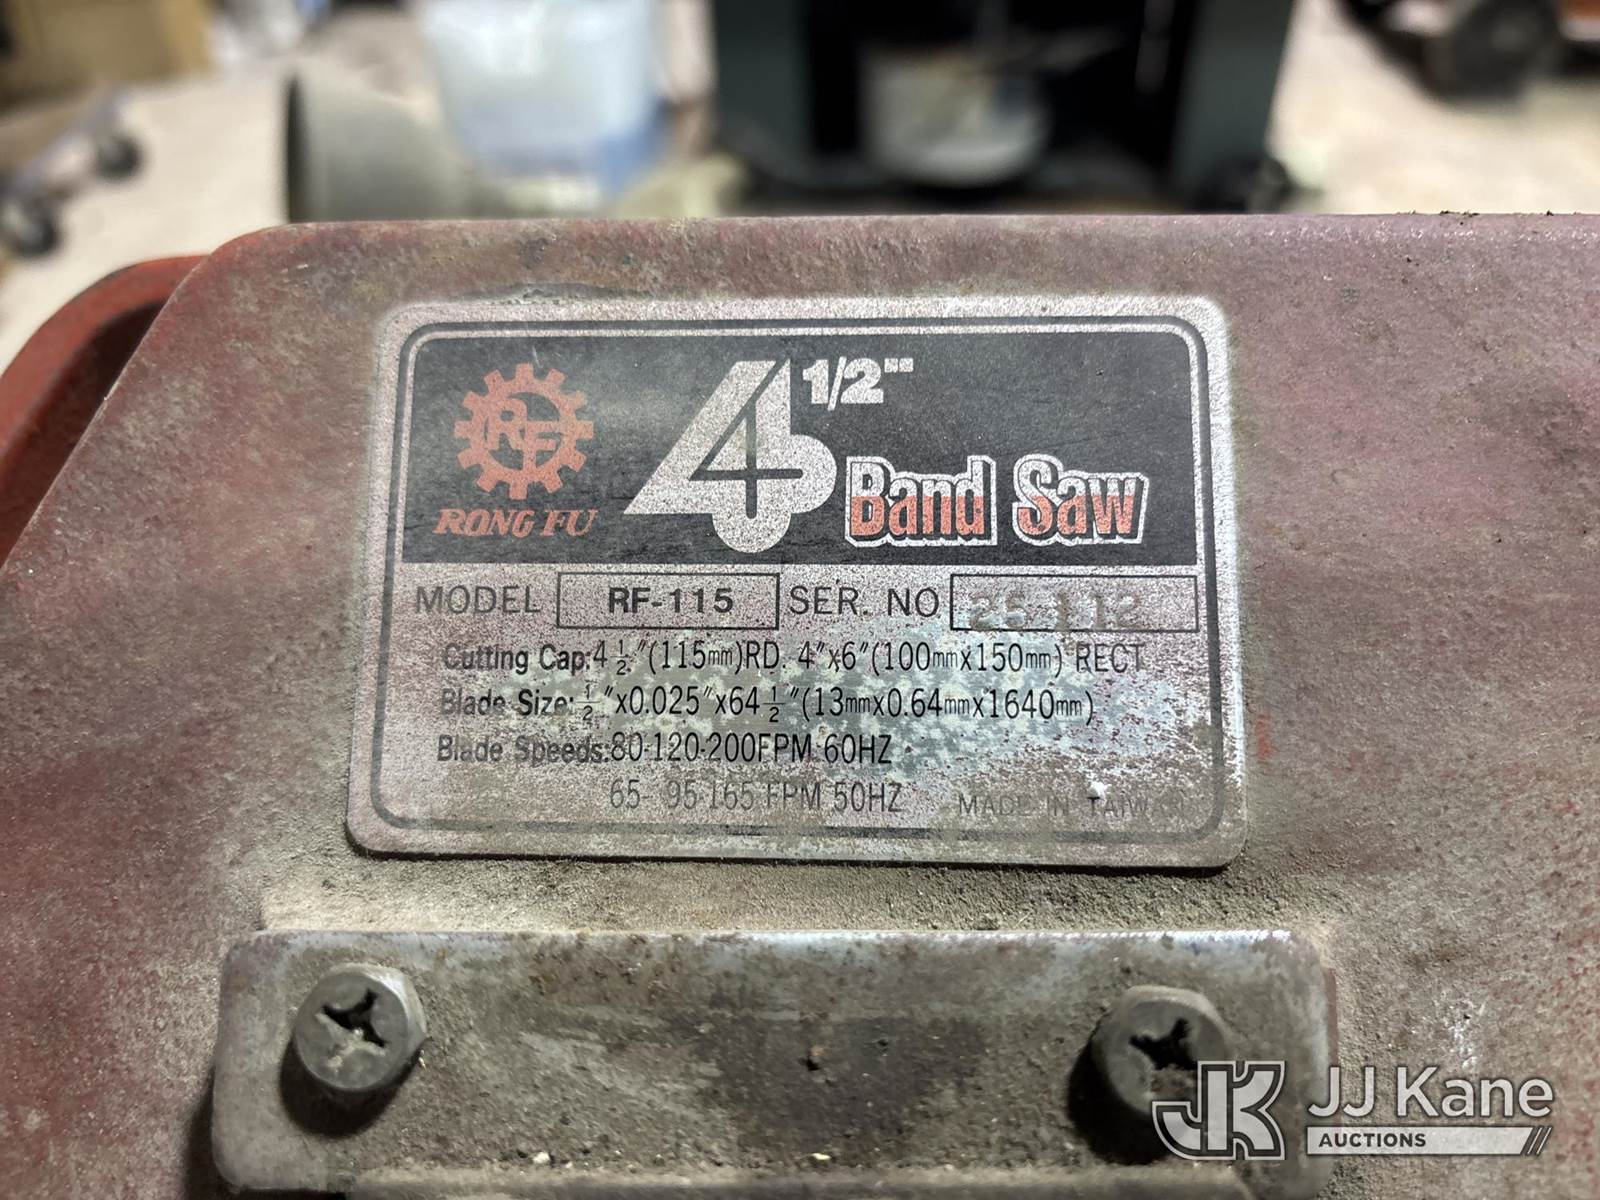 RF
RONG FU
4 1/2"
Band Saw
MODEL RF-115 SER. NO
Cutting Cap: 4 1/2"(115mm)RD. 4"x6"(100mmx150mm) RECT
Blade Size: 1/2"x0.025"x64 1/2"(13mmx0.64mmx1640mm)
Blade Speeds: 80-120-200FPM 60HZ
65- 95-165 FPM 50HZ MADE IN TAIWAN
JK JJ Kane
AUCTIONS